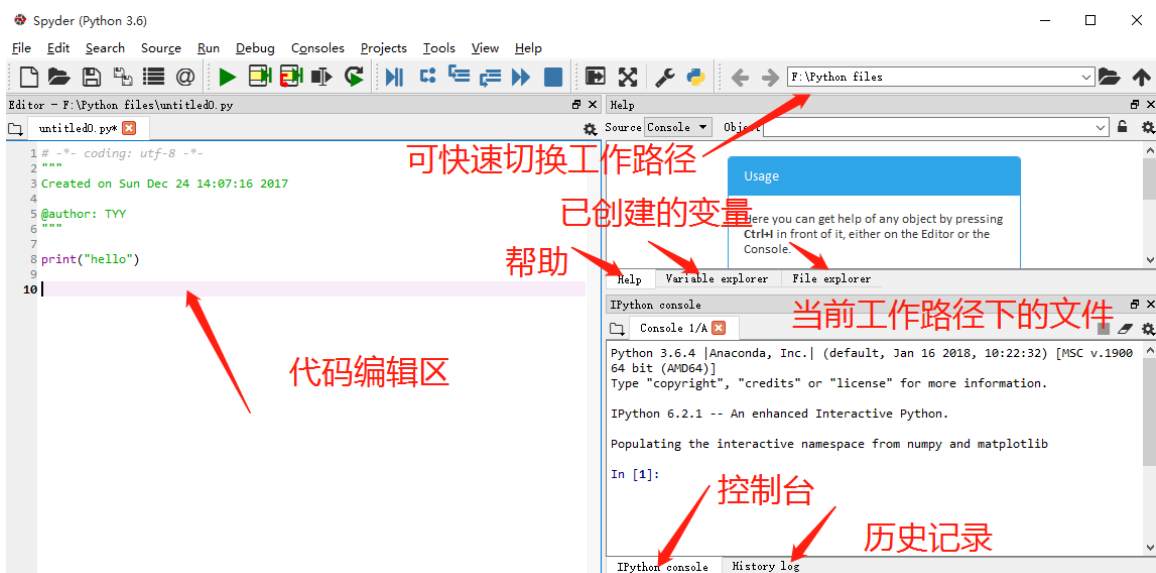 Spyder (Python 3.6)
File Edit Search Source Run Debug Consoles Projects Tools View Help
F:\Python files
Editor - F:\Python files\untitled0.py
Help
untitled0.py*
Source Console Object
可快速切换工作路径
1 # -*- coding: utf-8 -*-
2 """
3 Created on Sun Dec 24 14:07:16 2017
4
5 @author: TYY
6 """
7
8 print("hello")
9
10
Usage
已创建的变量
Here you can get help of any object by pressing
Ctrl+I in front of it, either on the Editor or the
Console.
帮助
Help Variable explorer File explorer
IPython console
当前工作路径下的文件
Console 1/A
Python 3.6.4 |Anaconda, Inc.| (default, Jan 16 2018, 10:22:32) [MSC v.1900
64 bit (AMD64)]
Type "copyright", "credits" or "license" for more information.
代码编辑区
IPython 6.2.1 -- An enhanced Interactive Python.
Populating the interactive namespace from numpy and matplotlib
In [1]:
控制台
历史记录
IPython console History log